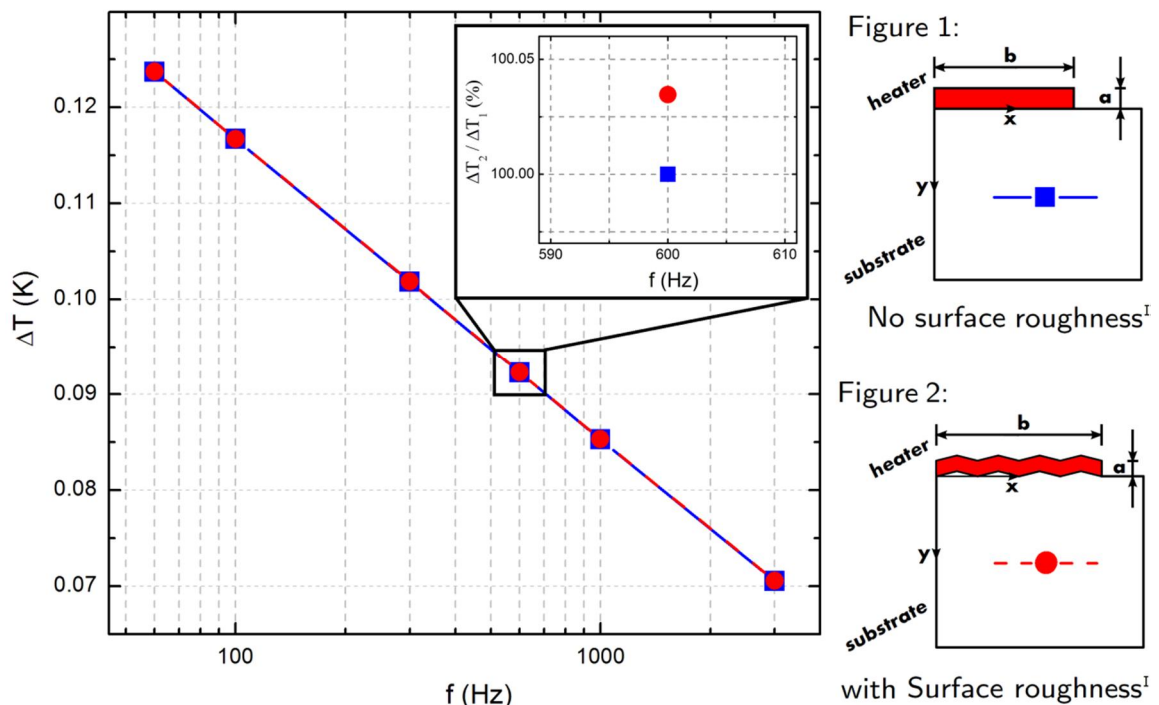 ΔT (K)
0.12
0.11
0.10
0.09
0.08
0.07
100
1000
f (Hz)
ΔT₂ / ΔT₁ (%)
100.05
100.00
590
600
610
f (Hz)
Figure 1:
b
heater
a
x
y
substrate
No surface roughnessᴵ
Figure 2:
b
heater
a
x
y
substrate
with Surface roughnessᴵ